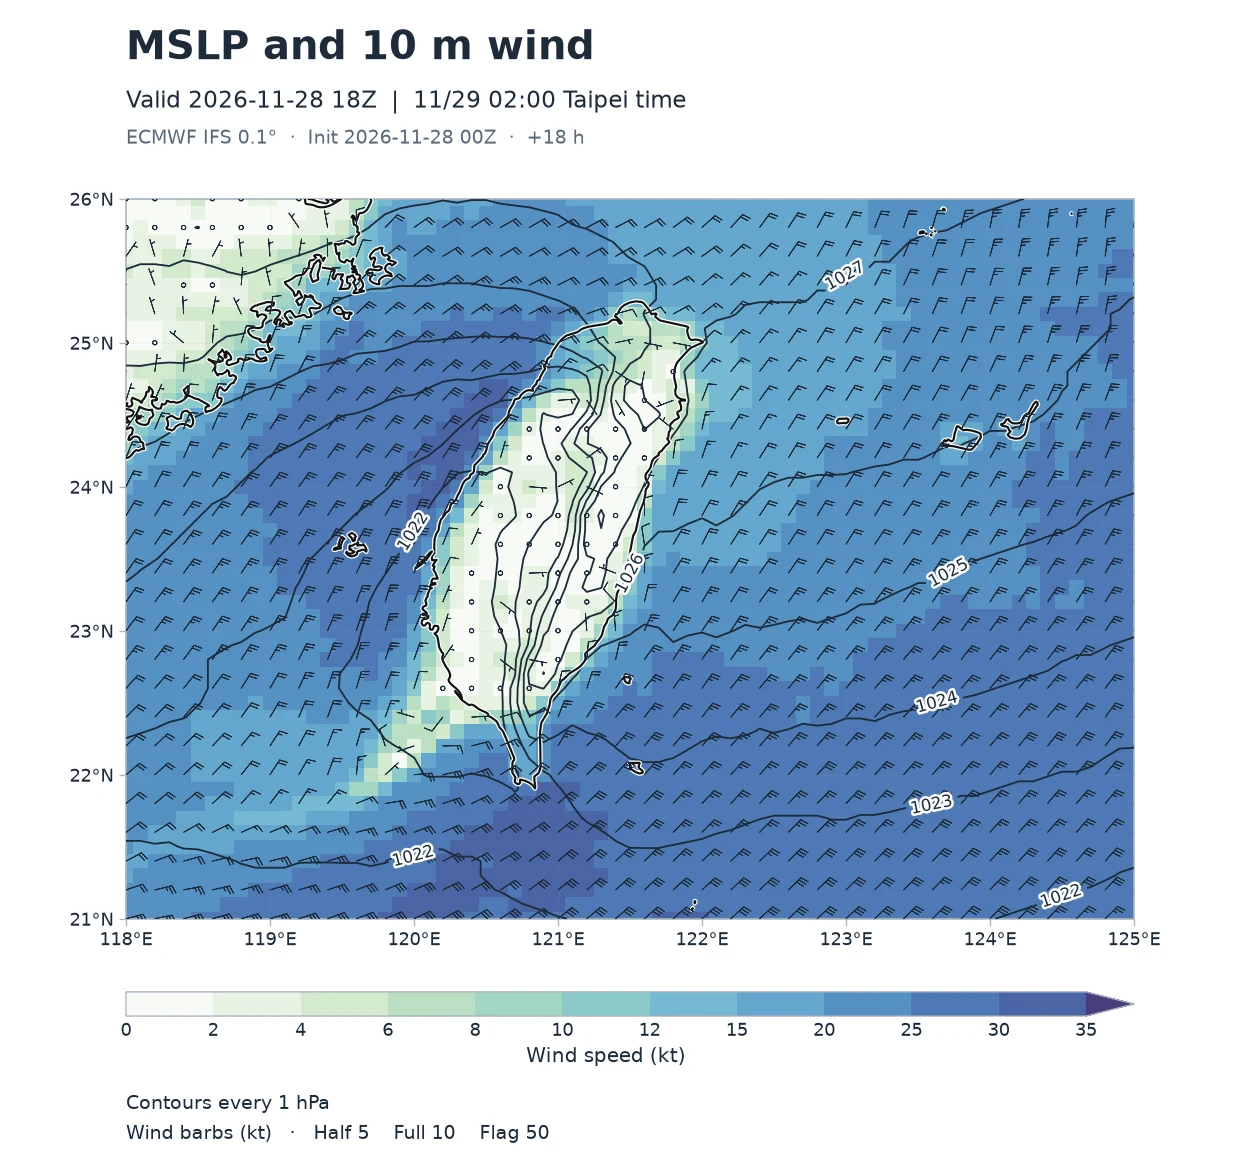 MSLP and 10 m wind
Valid 2026-11-28 18Z | 11/29 02:00 Taipei time
ECMWF IFS 0.1° · Init 2026-11-28 00Z · +18 h
26°N
25°N
24°N
23°N
22°N
21°N
1027
1022
1026
1025
1024
1023
1022
1022
118°E 119°E 120°E 121°E 122°E 123°E 124°E 125°E
0 2 4 6 8 10 12 15 20 25 30 35
Wind speed (kt)
Contours every 1 hPa
Wind barbs (kt) · Half 5 Full 10 Flag 50